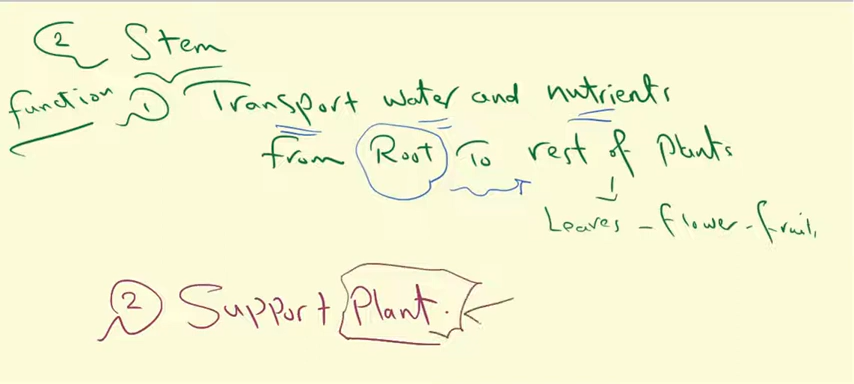 2 Stem
function 1 Transport water and nutrients
from Root To rest of plants
Leaves - flower - fruit,
2 Support Plant.